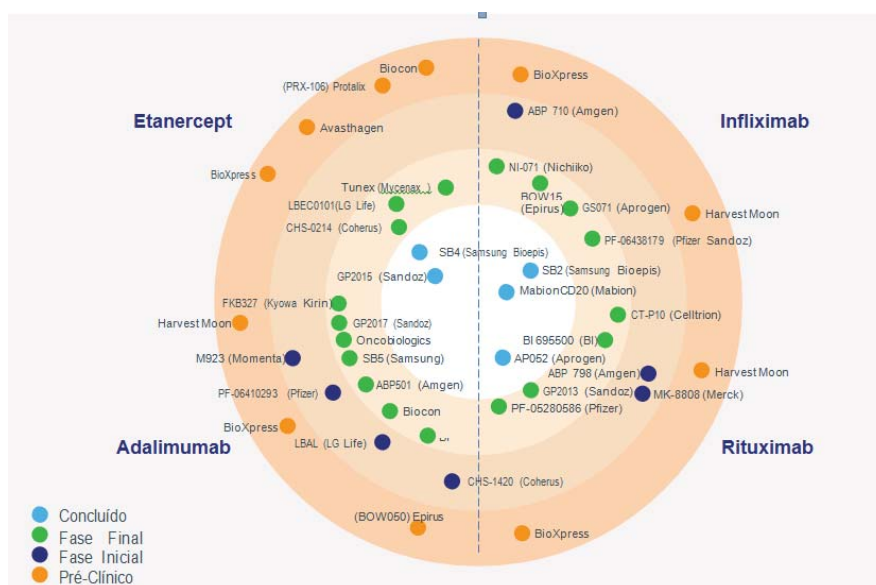 Biocon
BioXpress
(PRX-106) Protalix
ABP 710 (Amgen)
Etanercept
Infliximab
Avasthagen
NI-071 (Nichiiko)
BioXpress
Tunex (Mycenax )
BOW15
(Epirus)
GS071 (Aprogen)
LBEC0101(LG Life)
Harvest Moon
CHS-0214 (Coherus)
PF-06438179 (Pfizer Sandoz)
SB4 (Samsung Bioepis)
SB2 (Samsung Bioepis)
GP2015 (Sandoz)
MabionCD20 (Mabion)
FKB327 (Kyowa Kirin)
CT-P10 (Celltrion)
Harvest Moon
GP2017 (Sandoz)
Oncobiologics
BI 695500 (BI)
M923 (Momenta)
SB5 (Samsung)
AP052 (Aprogen)
ABP 798 (Amgen)
Harvest Moon
ABP501 (Amgen)
PF-06410293 (Pfizer)
GP2013 (Sandoz)
MK-8808 (Merck)
Biocon
PF-05280586 (Pfizer)
BioXpress
Adalimumab
LBAL (LG Life)
Rituximab
CHS-1420 (Coherus)
(BOW050) Epirus
BioXpress
Concluído
Fase Final
Fase Inicial
Pré-Clínico